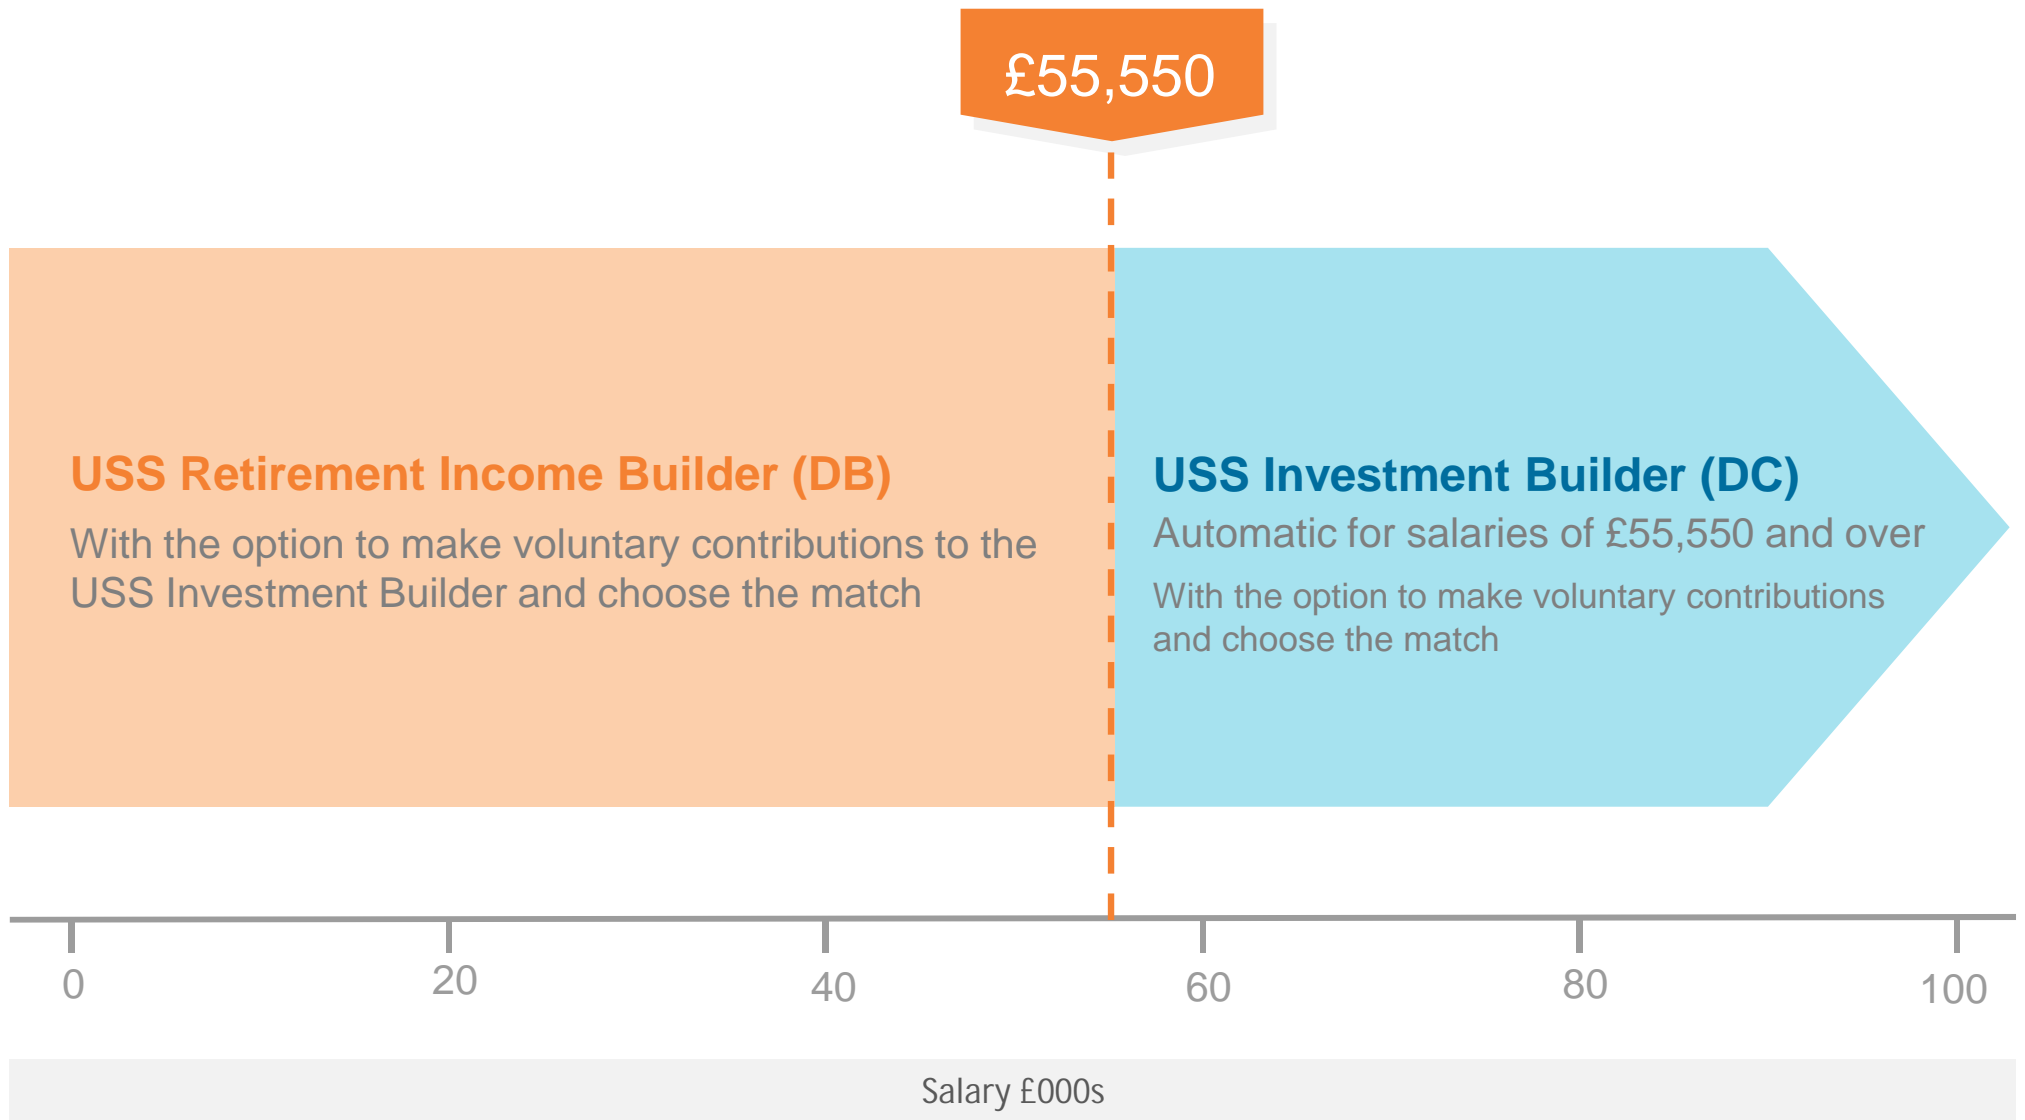 £55,550
USS Retirement Income Builder (DB)
With the option to make voluntary contributions to the
USS Investment Builder and choose the match
USS Investment Builder (DC)
Automatic for salaries of £55,550 and over
With the option to make voluntary contributions
and choose the match
0 20 40 60 80 100
Salary £000s